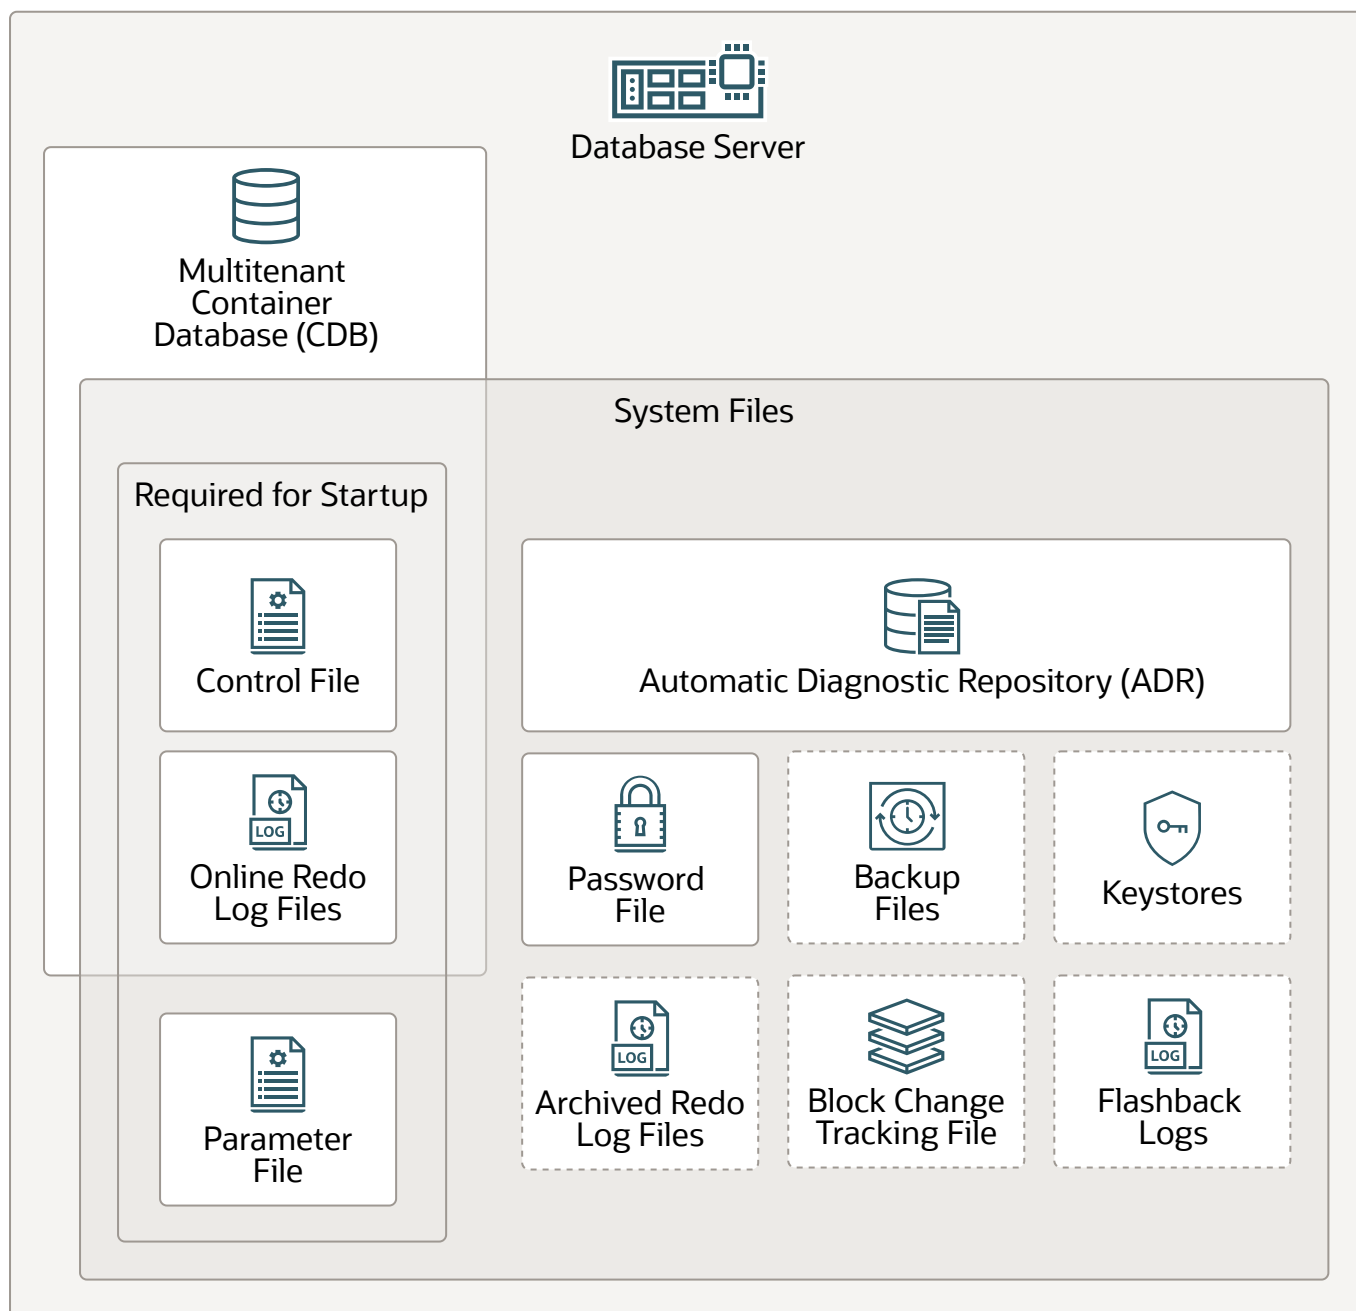 Database Server
Multitenant
Container
Database (CDB)
System Files
Required for Startup
Control File
Automatic Diagnostic Repository (ADR)
LOG
Online Redo
Log Files
Password
File
Backup
Files
Keystores
Parameter
File
LOG
Archived Redo
Log Files
Block Change
Tracking File
LOG
Flashback
Logs